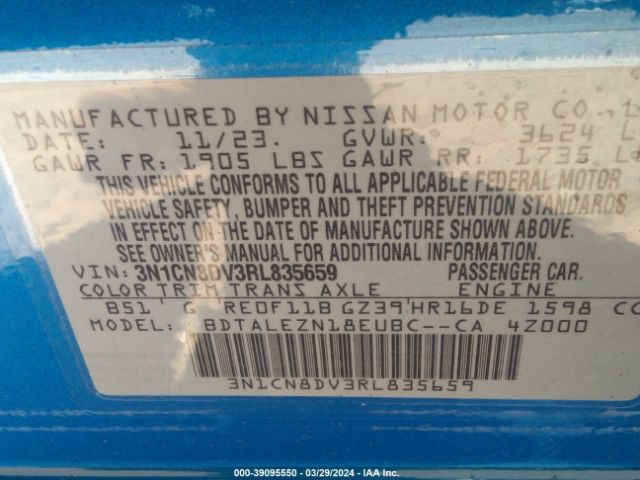 MANUFACTURED BY NISSAN MOTOR CO.,
DATE: 11/23. GVWR: 3624
GAWR FR: 1905 LBS GAWR RR: 1735
THIS VEHICLE CONFORMS TO ALL APPLICABLE FEDERAL MOTOR
VEHICLE SAFETY, BUMPER AND THEFT PREVENTION STANDARDS
IN EFFECT ON THE DATE OF MANUFACTURE SHOWN ABOVE.
SEE OWNER'S MANUAL FOR ADDITIONAL INFORMATION.
VIN: 3N1CN8DV3RL835659 PASSENGER CAR.
COLOR TRIM TRANS AXLE ENGINE
B51 G RE0F11B GZ39 HR16DE 1598 CC
MODEL: BDTALEZN18EUBC--CA 4Z000
3N1CN8DV3RL835659
000-39095550 - 03/29/2024 - IAA Inc.